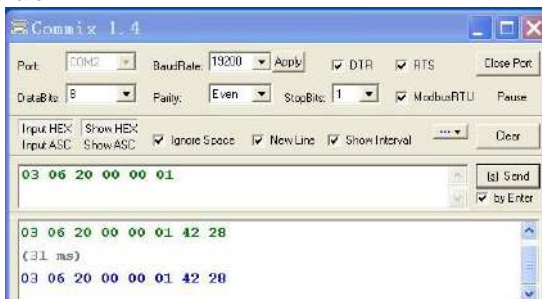 Commix 1.4
Port: COM2 BaudRate: 19200 Apply DTR RTS Close Port
DataBits: 8 Parity: Even StopBits: 1 ModbusRTU Pause
Input HEX Show HEX
Input ASC Show ASC Ignore Space New Line Show Interval ... Clear
03 06 20 00 00 01 [s] Send
by Enter
03 06 20 00 00 01 42 28
(31 ms)
03 06 20 00 00 01 42 28